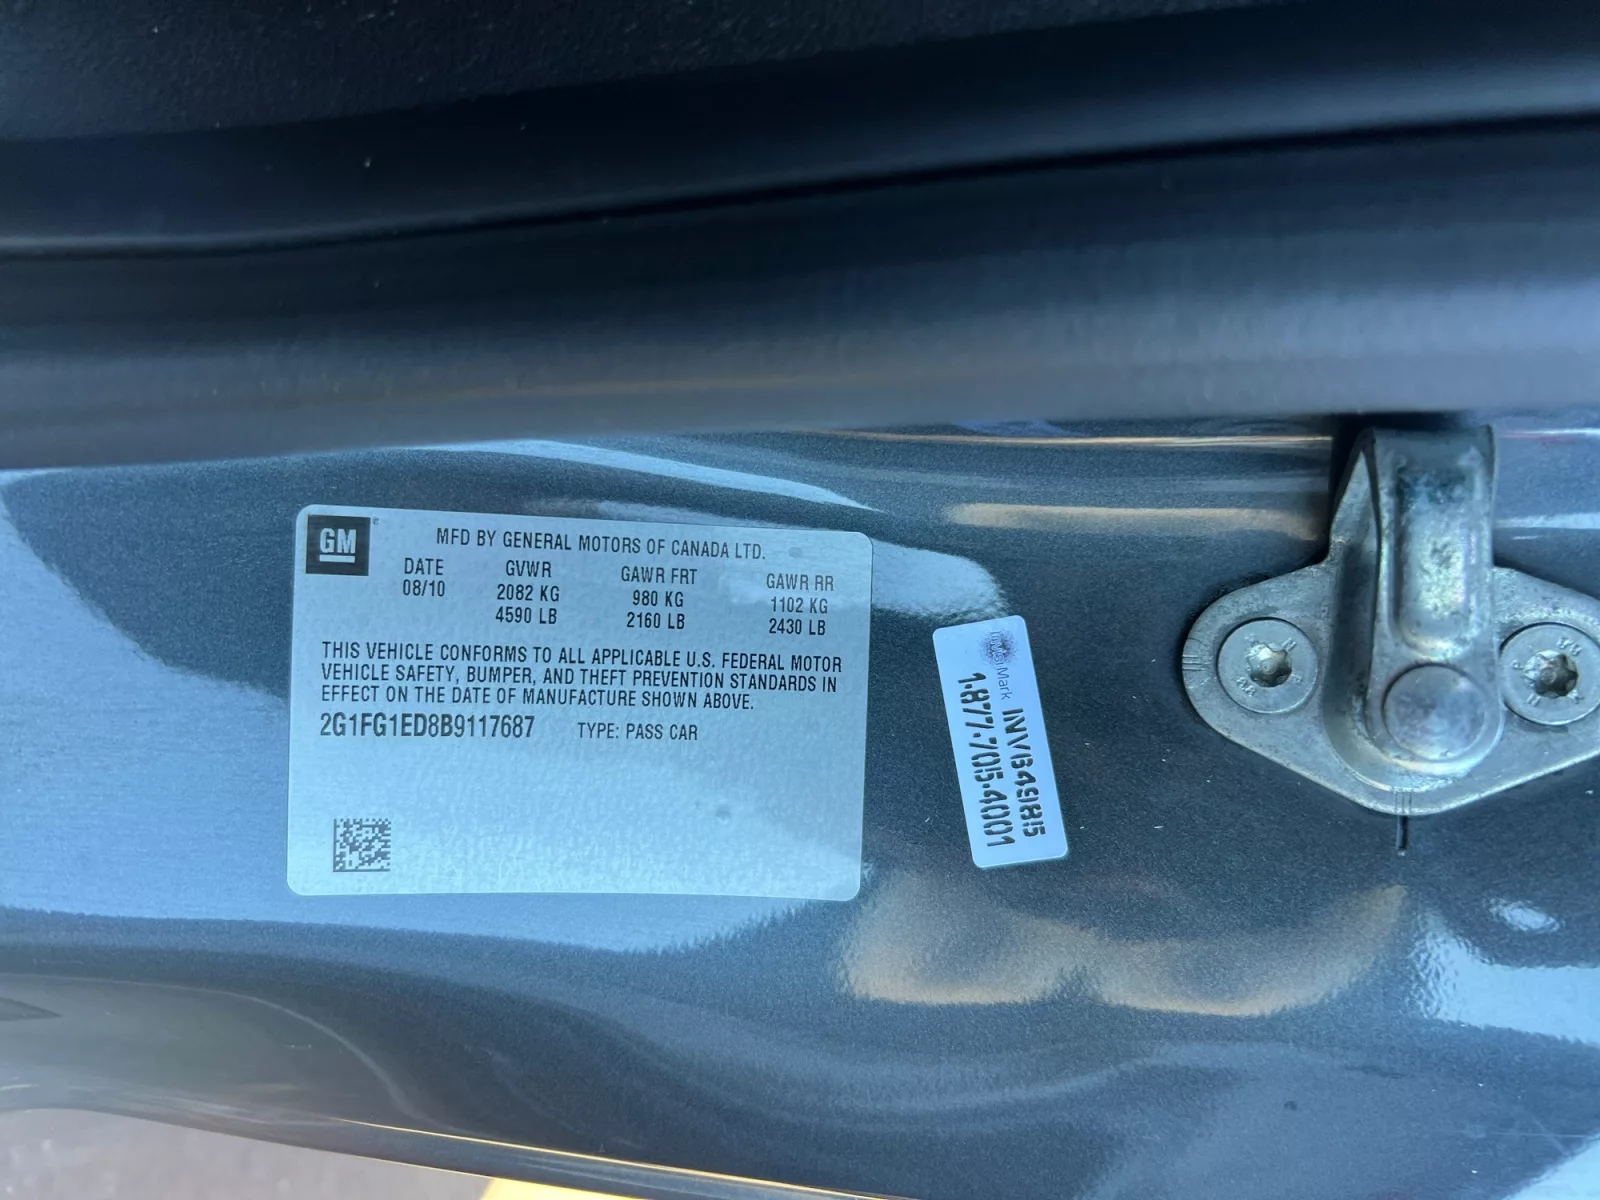 GM
MFD BY GENERAL MOTORS OF CANADA LTD.
DATE GVWR GAWR FRT GAWR RR
08/10 2082 KG 980 KG 1102 KG
4590 LB 2160 LB 2430 LB
THIS VEHICLE CONFORMS TO ALL APPLICABLE U.S. FEDERAL MOTOR
VEHICLE SAFETY, BUMPER, AND THEFT PREVENTION STANDARDS IN
EFFECT ON THE DATE OF MANUFACTURE SHOWN ABOVE.
2G1FG1ED8B9117687 TYPE: PASS CAR
Mark INVB4985
1·877·705·4001